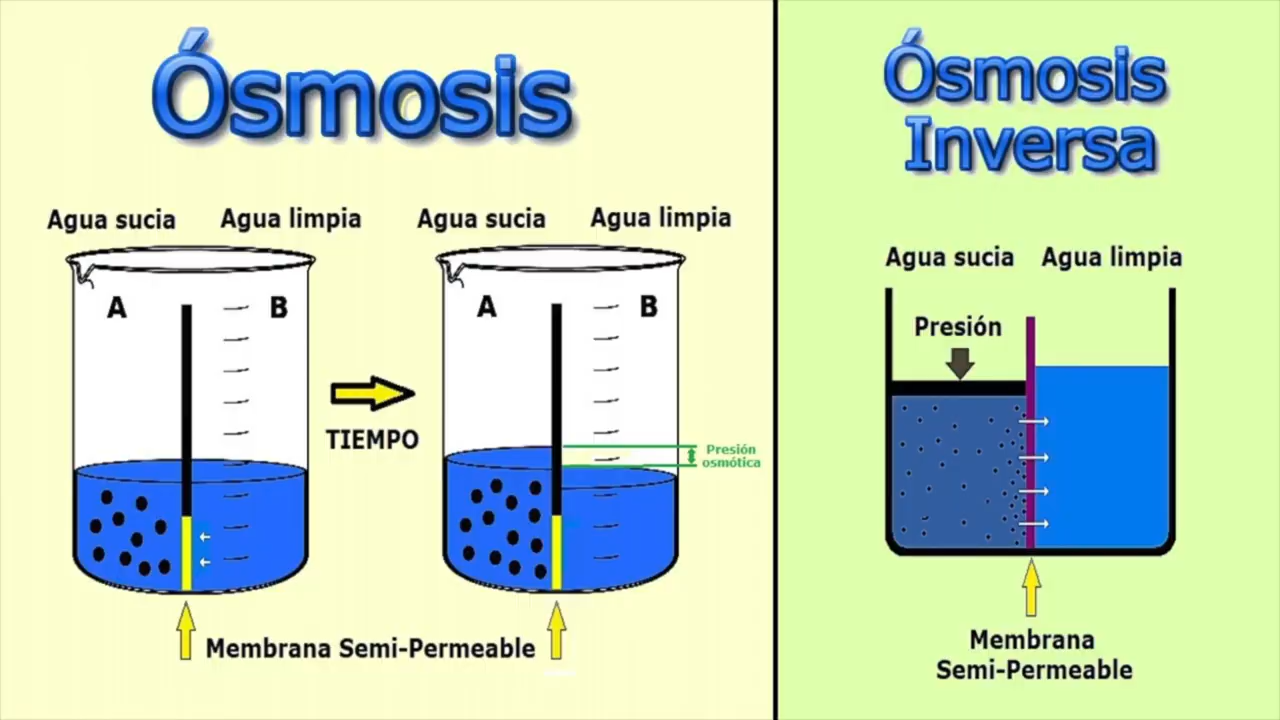 Ósmosis
Agua sucia Agua limpia Agua sucia Agua limpia
A B A B
TIEMPO
Presión
osmótica
Membrana Semi-Permeable
Ósmosis
Inversa
Agua sucia Agua limpia
Presión
Membrana
Semi-Permeable